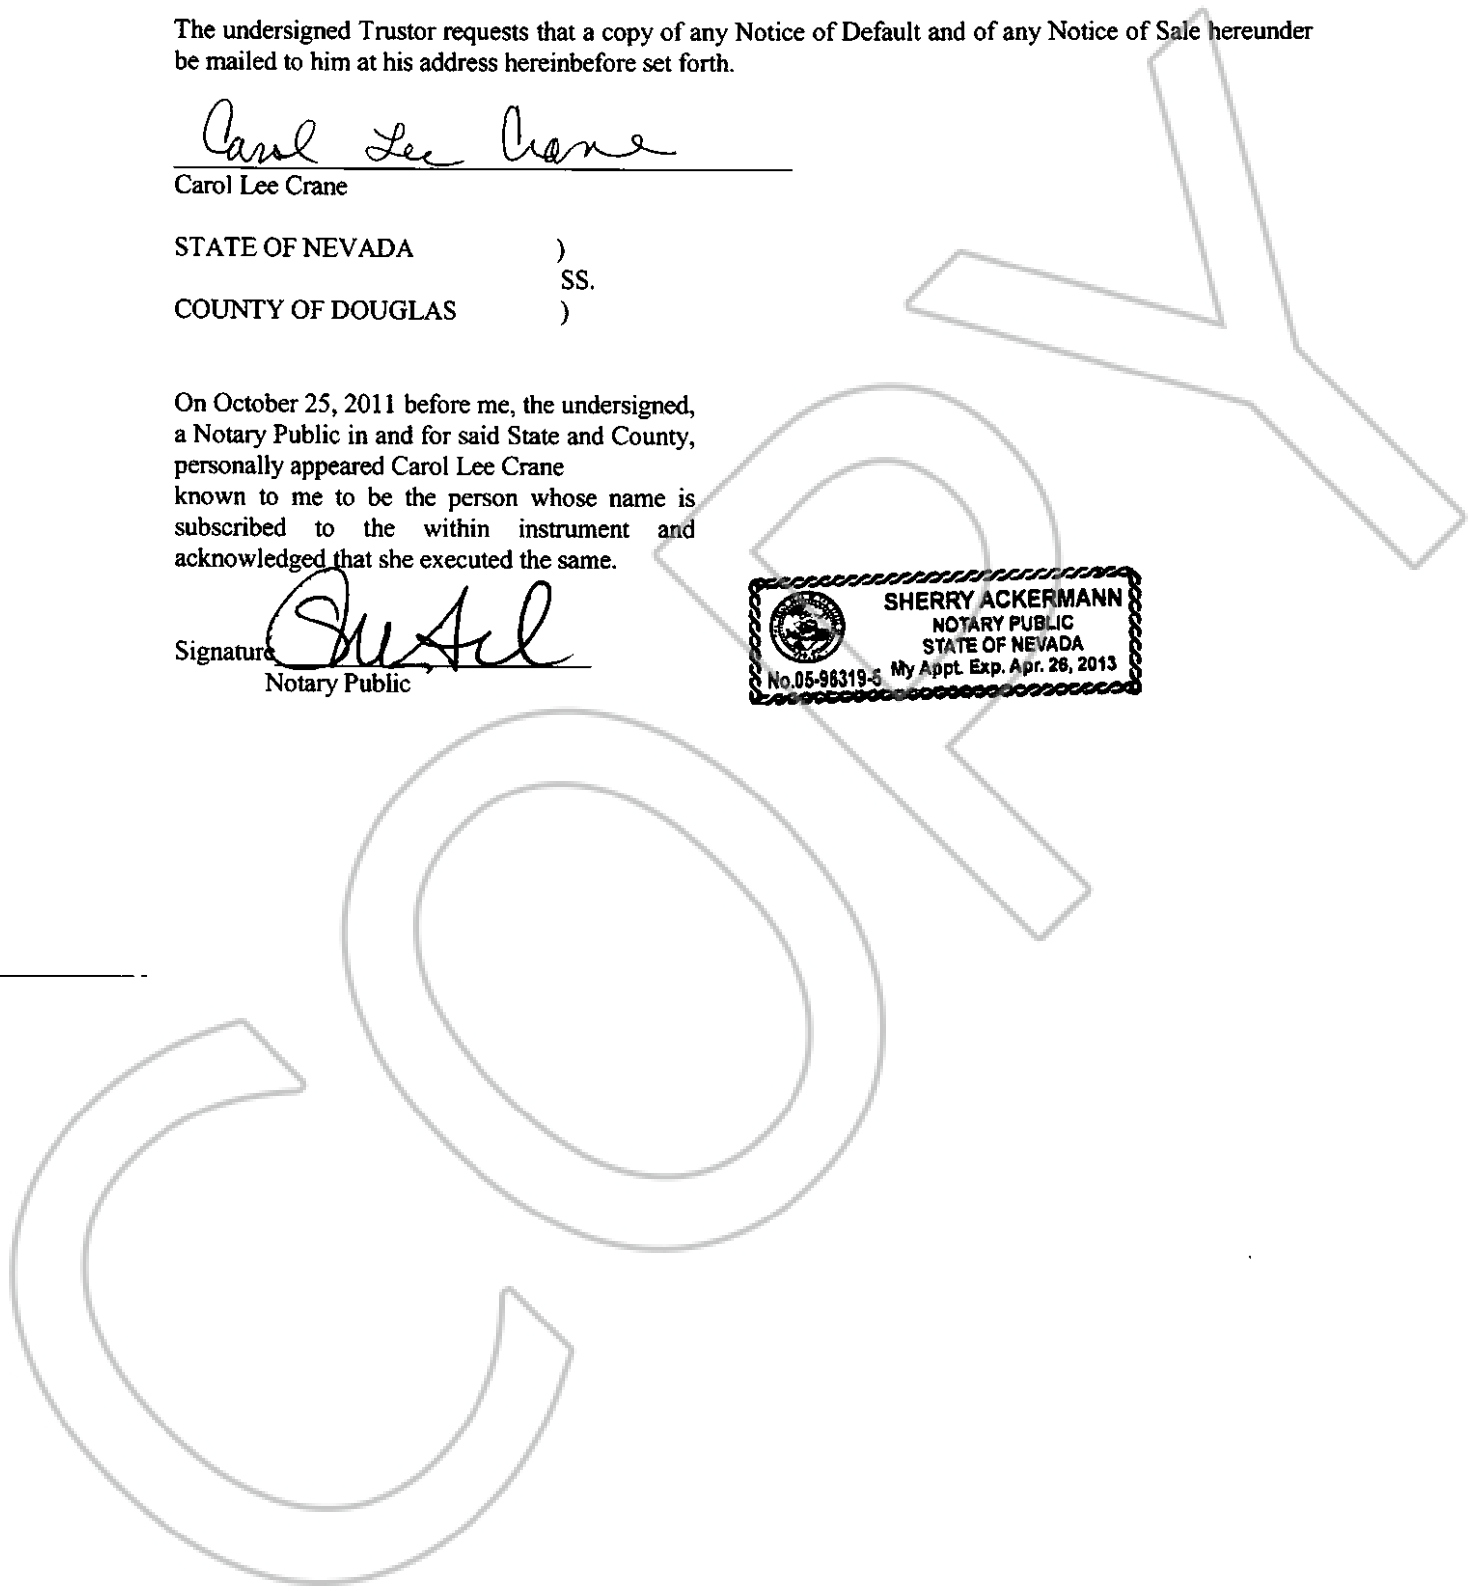 The undersigned Trustor requests that a copy of any Notice of Default and of any Notice of Sale hereunder
be mailed to him at his address hereinbefore set forth.
Carol Lee Crane
Carol Lee Crane
STATE OF NEVADA )
SS.
COUNTY OF DOUGLAS )
On October 25, 2011 before me, the undersigned,
a Notary Public in and for said State and County,
personally appeared Carol Lee Crane
known to me to be the person whose name is
subscribed to the within instrument and
acknowledged that she executed the same.
Signature
Notary Public
SHERRY ACKERMANN
NOTARY PUBLIC
STATE OF NEVADA
No.05-96319-5 My Appt. Exp. Apr. 26, 2013
COPY